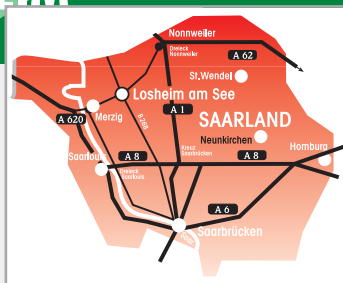 Nonnweiler
Dreieck
Nonnweiler
A 62
St.Wendel
Losheim am See
A 1
Merzig
B 268
A 620
SAARLAND
Neunkirchen
Homburg
Kreuz
Saarbrücken
Saarlouis
A 8
A 8
Dreieck
Saarlouis
A 6
Saarbrücken